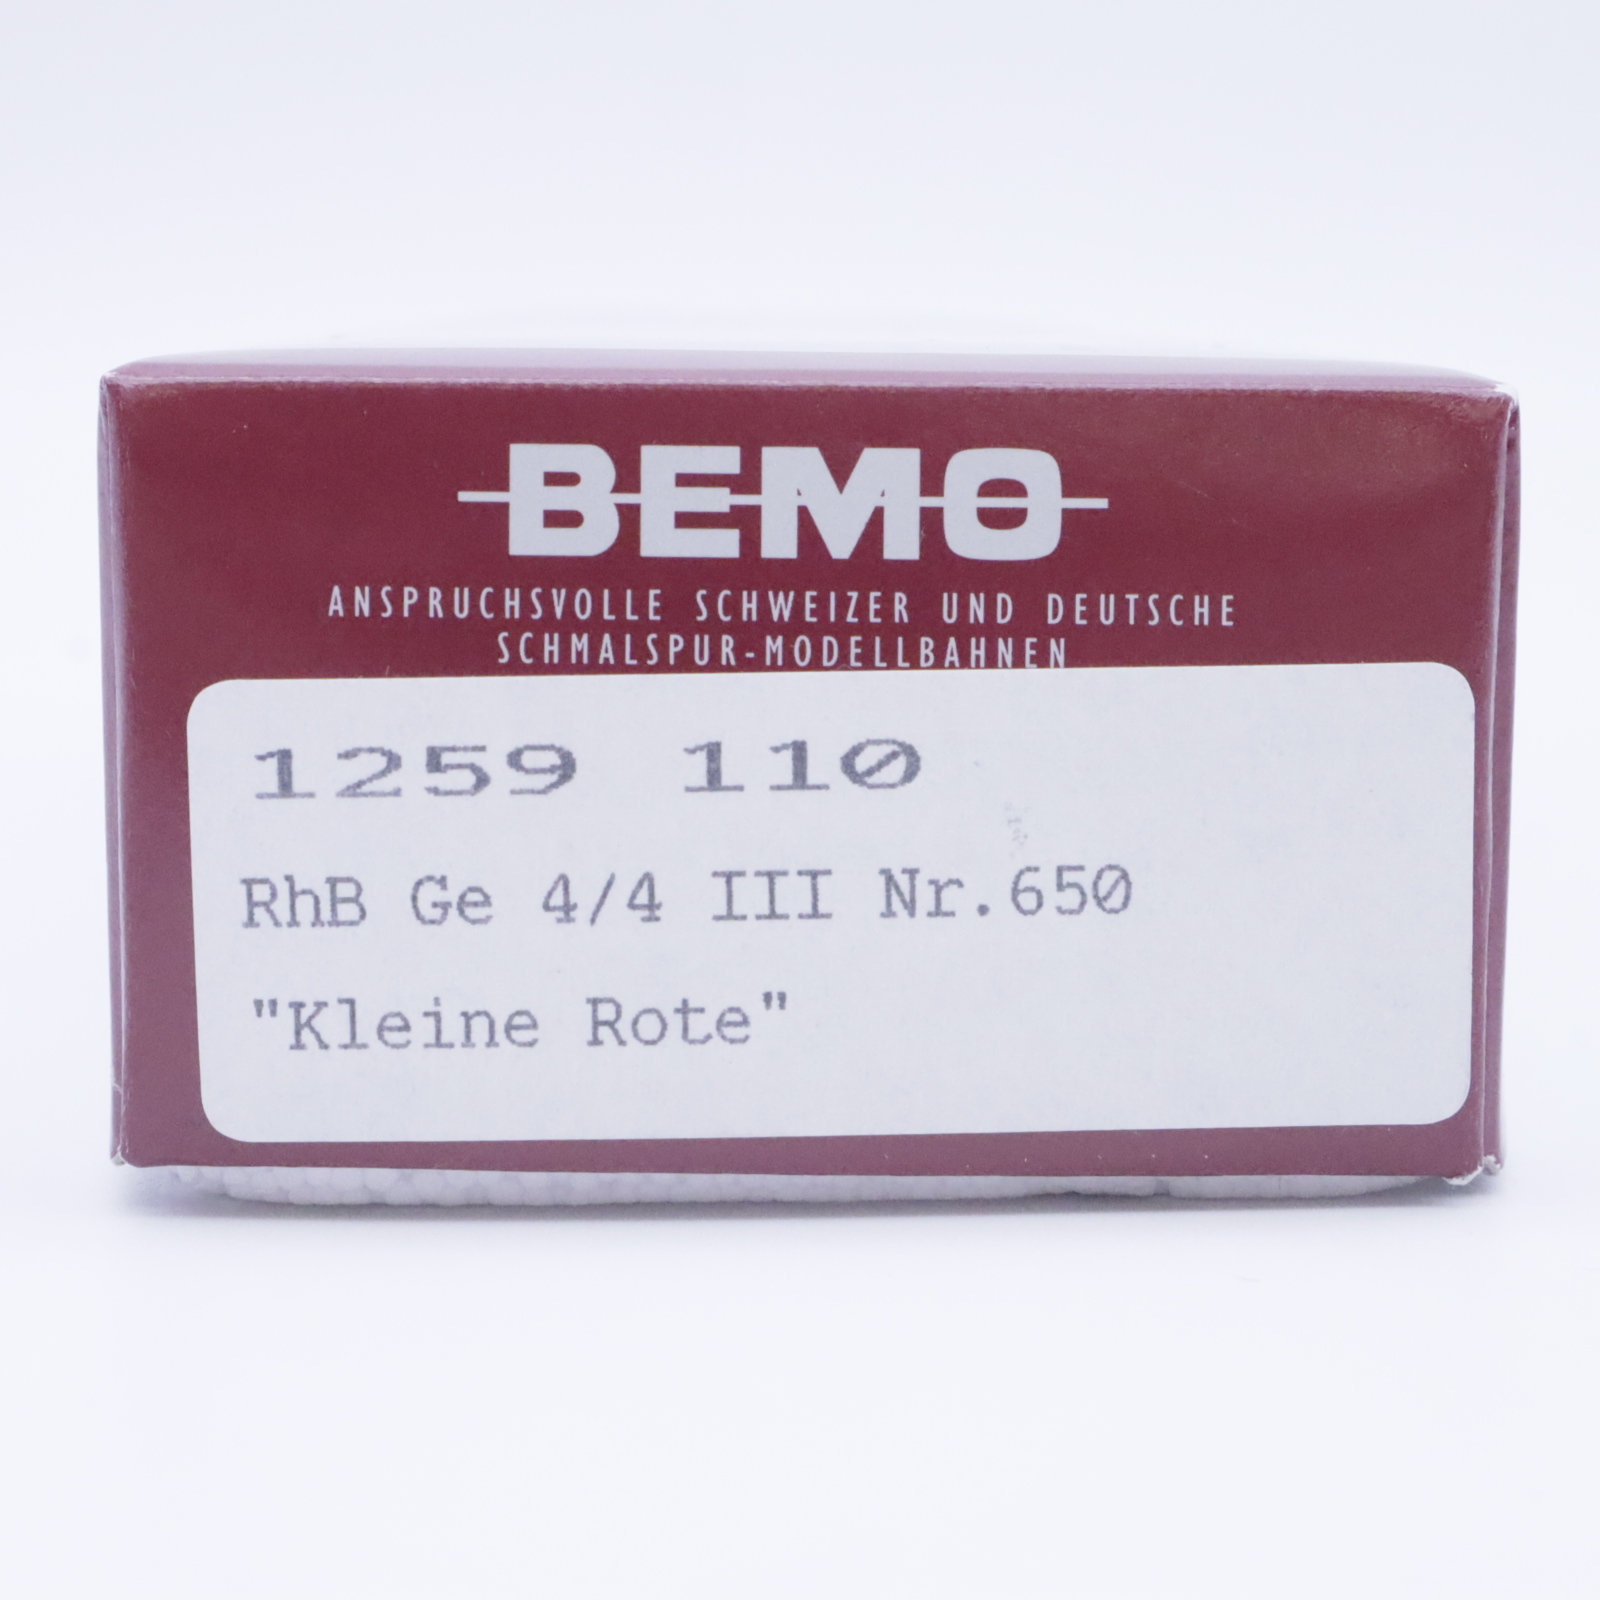 BEMO
ANSPRUCHSVOLLE SCHWEIZER UND DEUTSCHE
SCHMALSPUR-MODELLBAHNEN
1259 110
RhB Ge 4/4 III Nr.650
"Kleine Rote"